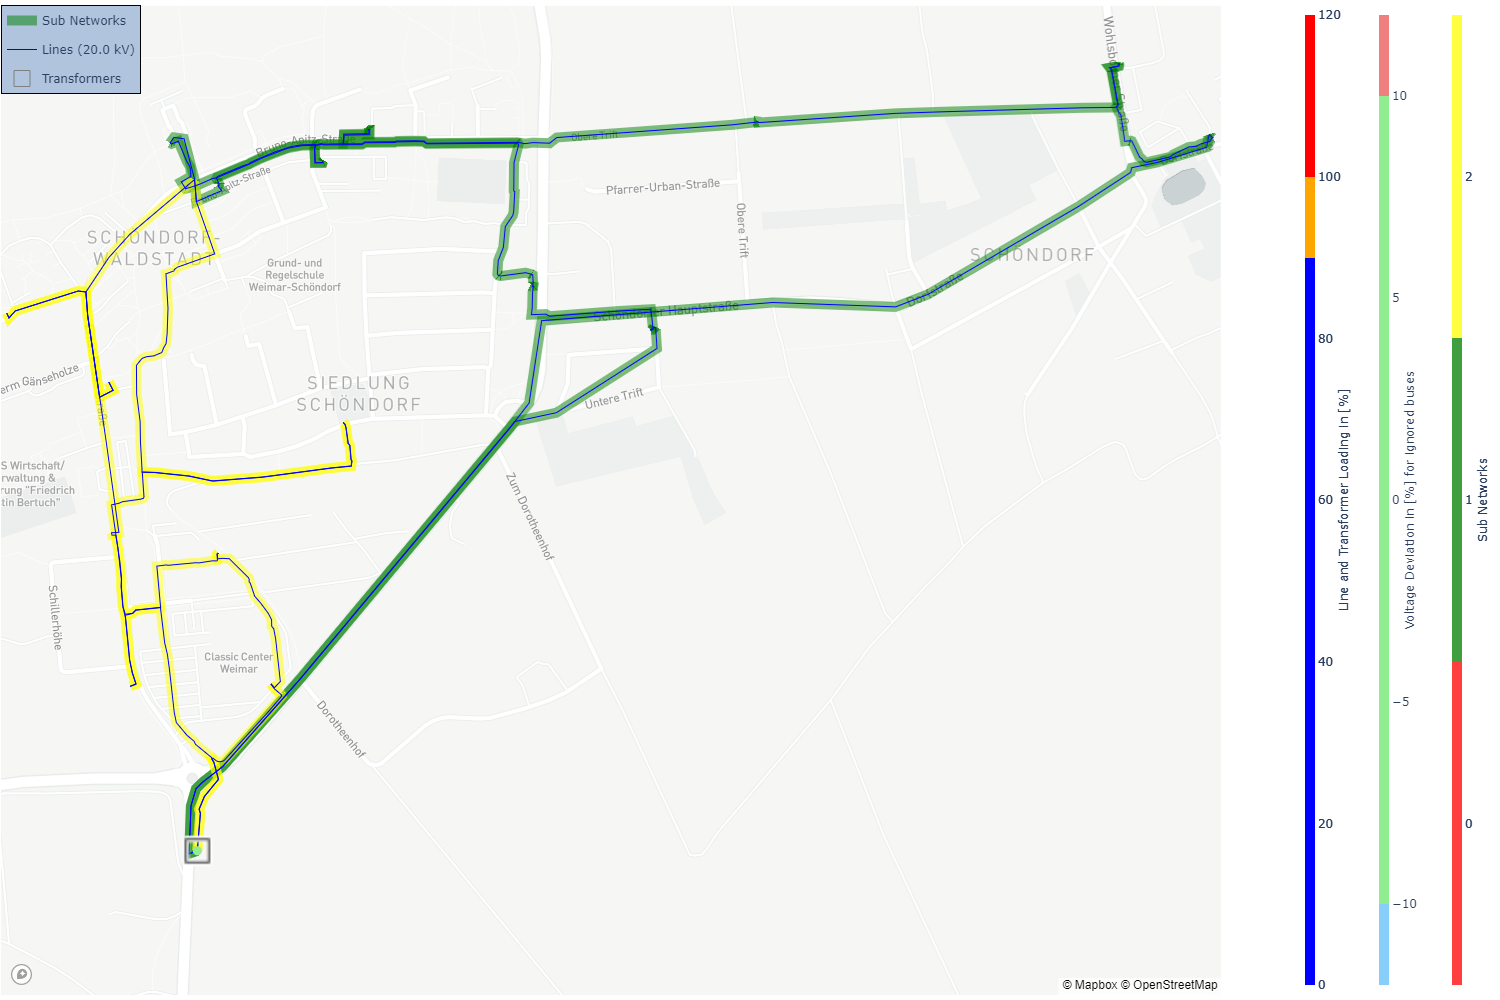 Sub Networks
Lines (20.0 kV)
Transformers
Bruno-Apitz-Straße
Obere Trift
Pfarrer-Urban-Straße
Obere Trift
SCHÖNDORF-
WALDSTADT
Grund- und
Regelschule
Weimar-Schöndorf
SCHÖNDORF
Dorfstraße
Schöndorfer Hauptstraße
erm Gänseholze
SIEDLUNG
SCHÖNDORF
Untere Trift
S Wirtschaft/
rwaltung &
rung "Friedrich
tin Bertuch"
Zum Dorotheenhof
Schillerhöhe
Classic Center
Weimar
Dorotheenhof
© Mapbox © OpenStreetMap
120
100
80
60
40
20
0
Line and Transformer Loading in [%]
10
5
0
−5
−10
Voltage Deviation in [%] for ignored buses
2
1
0
Sub Networks